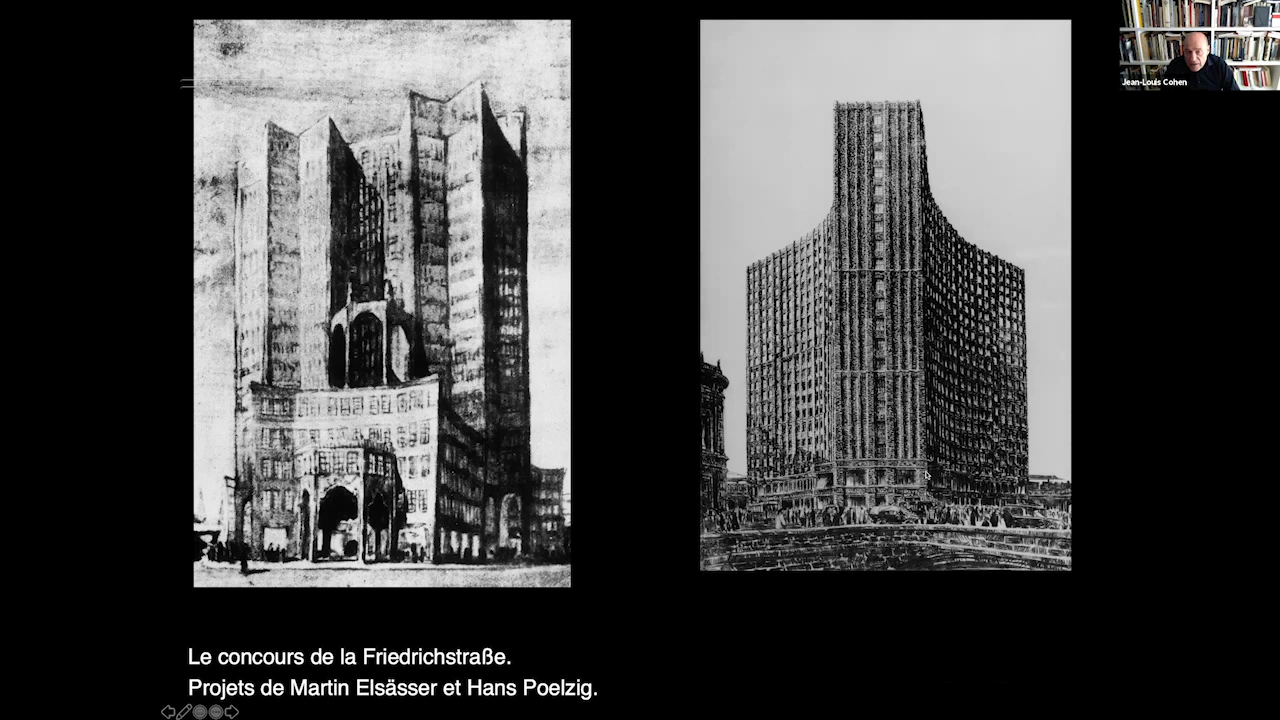 Jean-Louis Cohen
Le concours de la Friedrichstraße.
Projets de Martin Elsässer et Hans Poelzig.